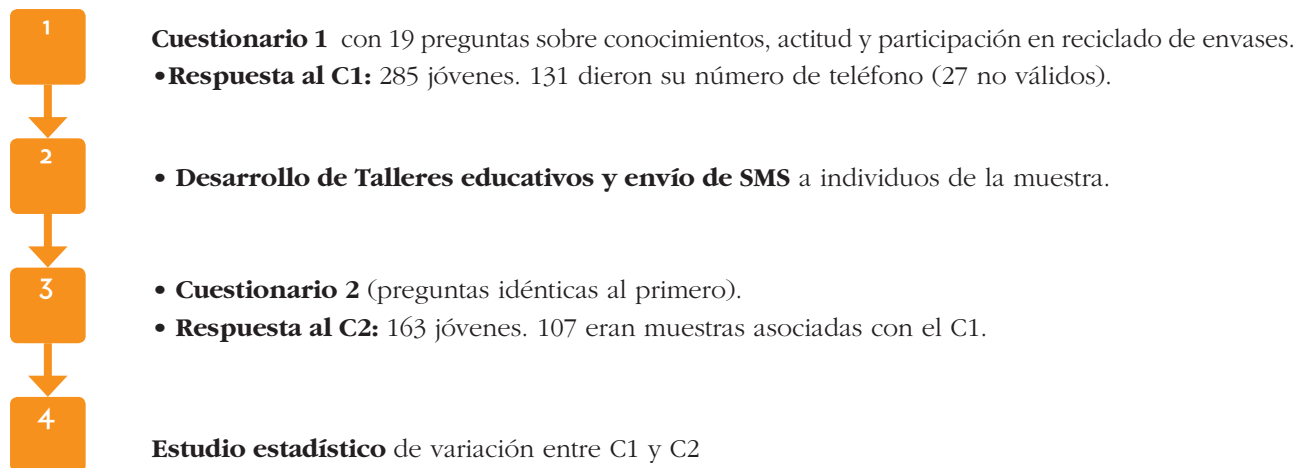 1
Cuestionario 1 con 19 preguntas sobre conocimientos, actitud y participación en reciclado de envases.
•Respuesta al C1: 285 jóvenes. 131 dieron su número de teléfono (27 no válidos).
2
• Desarrollo de Talleres educativos y envío de SMS a individuos de la muestra.
3
• Cuestionario 2 (preguntas idénticas al primero).
• Respuesta al C2: 163 jóvenes. 107 eran muestras asociadas con el C1.
4
Estudio estadístico de variación entre C1 y C2